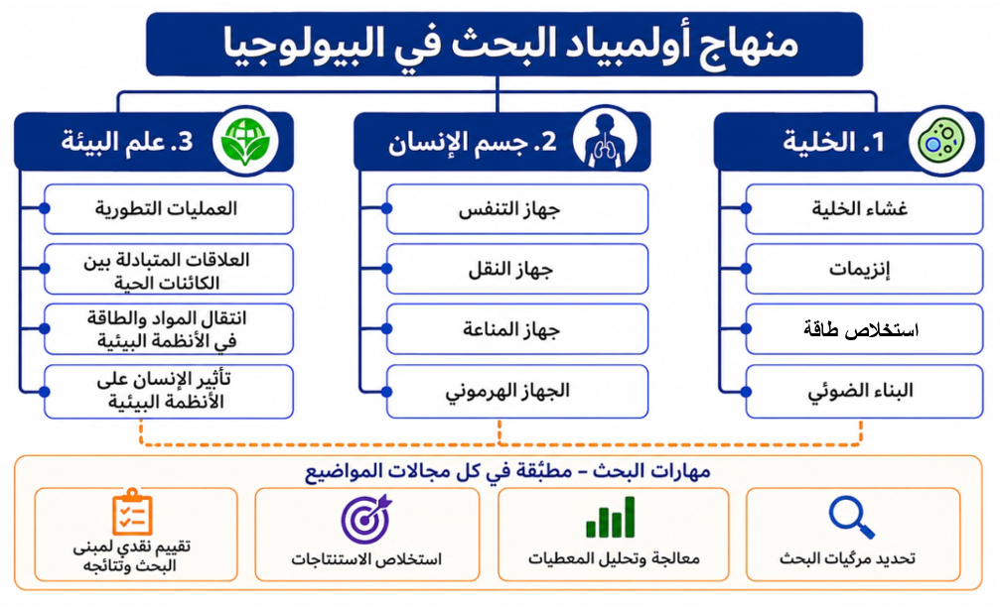 منهاج أولمبياد البحث في البيولوجيا
1. الخلية
غشاء الخلية
إنزيمات
استخلاص طاقة
البناء الضوئي
2. جسم الإنسان
جهاز التنفس
جهاز النقل
جهاز المناعة
الجهاز الهرموني
3. علم البيئة
العمليات التطورية
العلاقات المتبادلة بين
الكائنات الحية
انتقال المواد والطاقة
في الأنظمة البيئية
تأثير الإنسان على
الأنظمة البيئية
مهارات البحث – مطبّقة في كل مجالات المواضيع
تحديد مركّبات البحث
معالجة وتحليل المعطيات
استخلاص الاستنتاجات
تقييم نقدي لمبنى
البحث ونتائجه